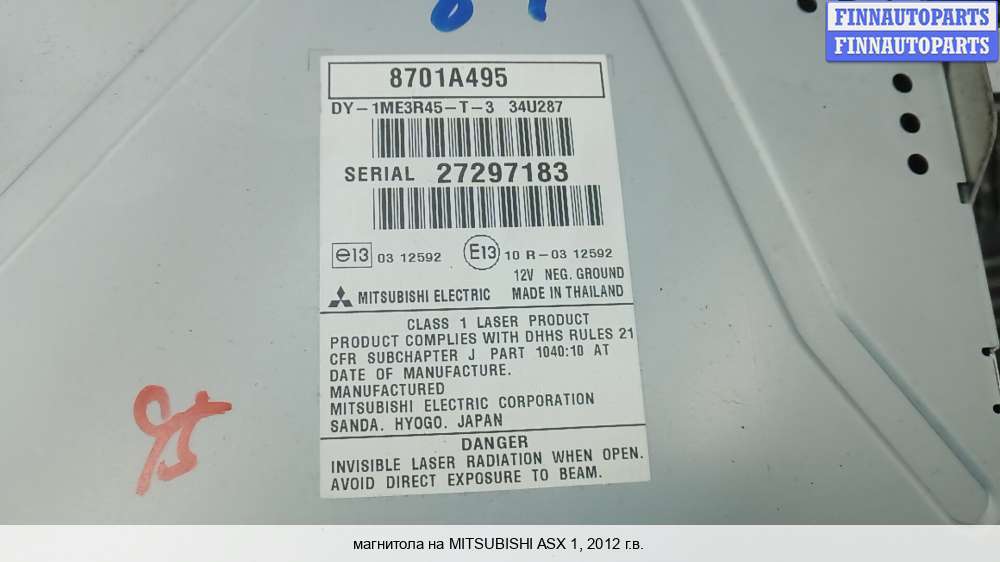 FINNAUTOPARTS
FINNAUTOPARTS
8701A495
DY-1ME3R45-T-3 34U287
SERIAL 27297183
e13 03 12592 E13 10 R-03 12592
12V NEG. GROUND
MITSUBISHI ELECTRIC MADE IN THAILAND
CLASS 1 LASER PRODUCT
PRODUCT COMPLIES WITH DHHS RULES 21
CFR SUBCHAPTER J PART 1040:10 AT
DATE OF MANUFACTURE.
MANUFACTURED
MITSUBISHI ELECTRIC CORPORATION
SANDA. HYOGO. JAPAN
DANGER
INVISIBLE LASER RADIATION WHEN OPEN.
AVOID DIRECT EXPOSURE TO BEAM.
95
магнитола на MITSUBISHI ASX 1, 2012 г.в.